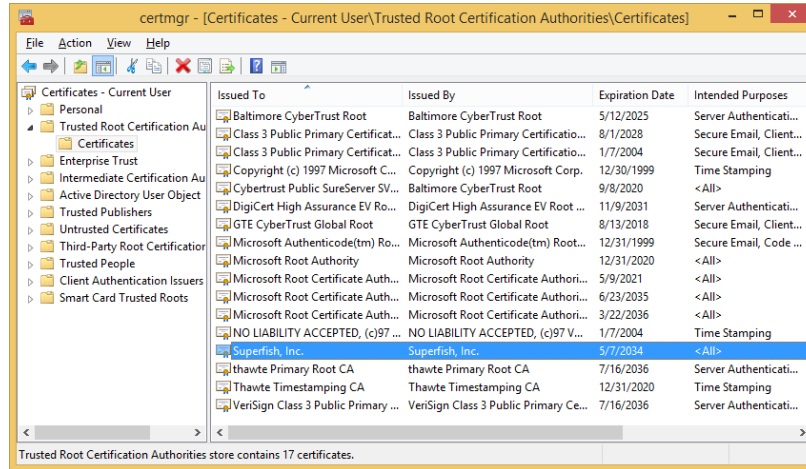 certmgr - [Certificates - Current User\Trusted Root Certification Authorities\Certificates]
File Action View Help
Certificates - Current User
Personal
Trusted Root Certification Au
Certificates
Enterprise Trust
Intermediate Certification Au
Active Directory User Object
Trusted Publishers
Untrusted Certificates
Third-Party Root Certification
Trusted People
Client Authentication Issuers
Smart Card Trusted Roots
Issued To Issued By Expiration Date Intended Purposes
Baltimore CyberTrust Root Baltimore CyberTrust Root 5/12/2025 Server Authenticati...
Class 3 Public Primary Certificat... Class 3 Public Primary Certificatio... 8/1/2028 Secure Email, Client...
Class 3 Public Primary Certificat... Class 3 Public Primary Certificatio... 1/7/2004 Secure Email, Client...
Copyright (c) 1997 Microsoft C... Copyright (c) 1997 Microsoft Corp. 12/30/1999 Time Stamping
Cybertrust Public SureServer SV... Baltimore CyberTrust Root 9/8/2020 <All>
DigiCert High Assurance EV Ro... DigiCert High Assurance EV Root ... 11/9/2031 Server Authenticati...
GTE CyberTrust Global Root GTE CyberTrust Global Root 8/13/2018 Secure Email, Client...
Microsoft Authenticode(tm) Ro... Microsoft Authenticode(tm) Root... 12/31/1999 Secure Email, Code ...
Microsoft Root Authority Microsoft Root Authority 12/31/2020 <All>
Microsoft Root Certificate Auth... Microsoft Root Certificate Authori... 5/9/2021 <All>
Microsoft Root Certificate Auth... Microsoft Root Certificate Authori... 6/23/2035 <All>
Microsoft Root Certificate Auth... Microsoft Root Certificate Authori... 3/22/2036 <All>
NO LIABILITY ACCEPTED, (c)97 ... NO LIABILITY ACCEPTED, (c)97 V... 1/7/2004 Time Stamping
Superfish, Inc. Superfish, Inc. 5/7/2034 <All>
thawte Primary Root CA thawte Primary Root CA 7/16/2036 Server Authenticati...
Thawte Timestamping CA Thawte Timestamping CA 12/31/2020 Time Stamping
VeriSign Class 3 Public Primary ... VeriSign Class 3 Public Primary Ce... 7/16/2036 Server Authenticati...
Trusted Root Certification Authorities store contains 17 certificates.